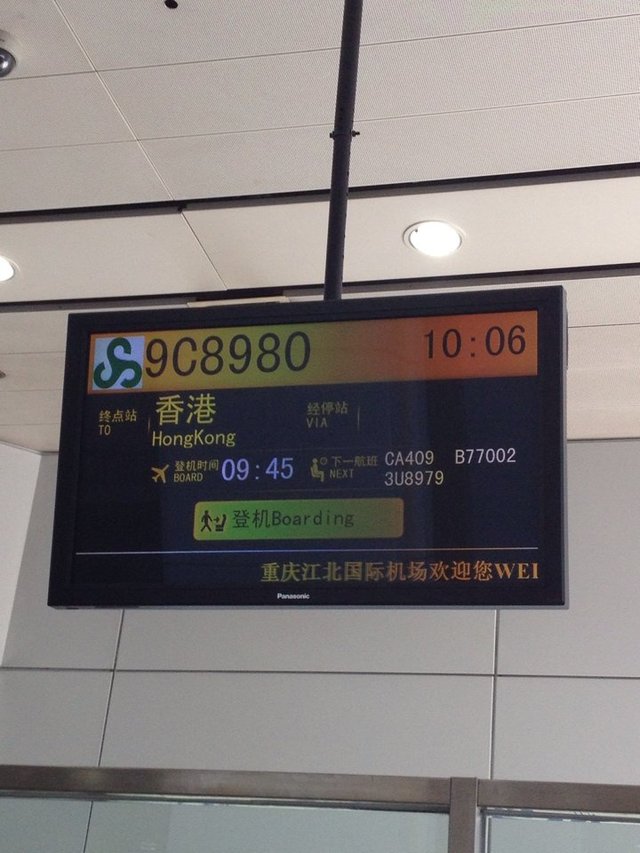 9C8980 10:06
终点站 香港 经停站
TO HongKong VIA
登机时间 09:45 下一航班 CA409 B77002
BOARD NEXT 3U8979
登机Boarding
重庆江北国际机场欢迎您WEI
Panasonic